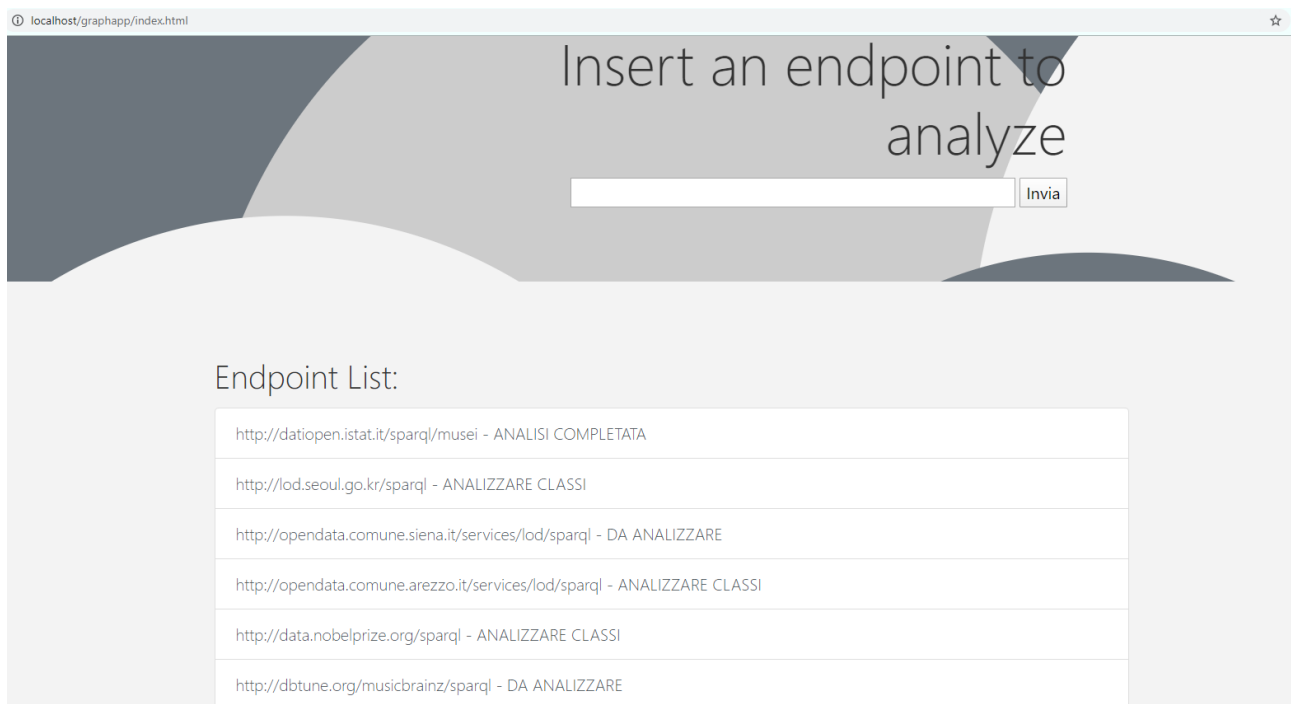 localhost/graphapp/index.html
Insert an endpoint to
analyze
Invia
Endpoint List:
http://datiopen.istat.it/sparql/musei - ANALISI COMPLETATA
http://lod.seoul.go.kr/sparql - ANALIZZARE CLASSI
http://opendata.comune.siena.it/services/lod/sparql - DA ANALIZZARE
http://opendata.comune.arezzo.it/services/lod/sparql - ANALIZZARE CLASSI
http://data.nobelprize.org/sparql - ANALIZZARE CLASSI
http://dbtune.org/musicbrainz/sparql - DA ANALIZZARE